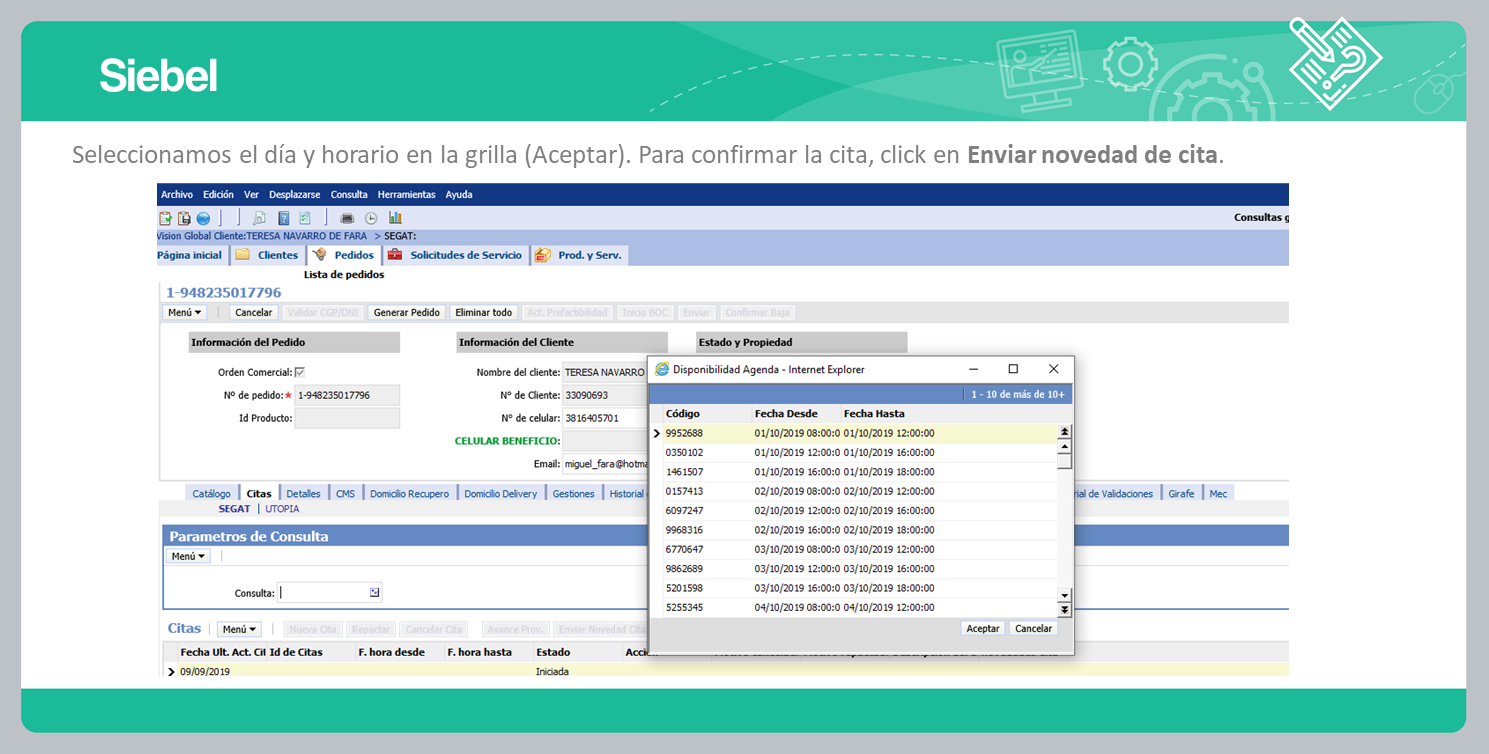 Siebel
Seleccionamos el día y horario en la grilla (Aceptar). Para confirmar la cita, click en Enviar novedad de cita.
Archivo Edición Ver Desplazarse Consulta Herramientas Ayuda
Consultas g
Vision Global Cliente:TERESA NAVARRO DE FARA > SEGAT:
Página inicial Clientes Pedidos Solicitudes de Servicio Prod. y Serv.
Lista de pedidos
1-948235017796
Menú Cancelar Validar CGP/DNI Generar Pedido Eliminar todo Act. Prefactibilidad Inicio BOC Enviar Confirmar Baja
Información del Pedido Información del Cliente Estado y Propiedad
Orden Comercial: Nombre del cliente: TERESA NAVARRO
Nº de pedido:★ 1-948235017796 Nº de Cliente: 33090693
Id Producto: Nº de celular: 3816405701
CELULAR BENEFICIO:
Email: miguel_fara@hotma
Disponibilidad Agenda - Internet Explorer
1 - 10 de más de 10+
Código Fecha Desde Fecha Hasta
9952688 01/10/2019 08:00:0 01/10/2019 12:00:00
0350102 01/10/2019 12:00:0 01/10/2019 16:00:00
1461507 01/10/2019 16:00:0 01/10/2019 18:00:00
0157413 02/10/2019 08:00:0 02/10/2019 12:00:00
6097247 02/10/2019 12:00:0 02/10/2019 16:00:00
9968316 02/10/2019 16:00:0 02/10/2019 18:00:00
6770647 03/10/2019 08:00:0 03/10/2019 12:00:00
9862689 03/10/2019 12:00:0 03/10/2019 16:00:00
5201598 03/10/2019 16:00:0 03/10/2019 18:00:00
5255345 04/10/2019 08:00:0 04/10/2019 12:00:00
Aceptar Cancelar
Catálogo Citas Detalles CMS Domicilio Recupero Domicilio Delivery Gestiones Historial rial de Validaciones Girafe Mec
SEGAT | UTOPIA
Parametros de Consulta
Menú
Consulta:
Citas Menú Nueva Cita Repactar Cancelar Cita Avance Prov. Enviar Novedad Cita
Fecha Ult. Act. Cit Id de Citas F. hora desde F. hora hasta Estado Acci
09/09/2019 Iniciada